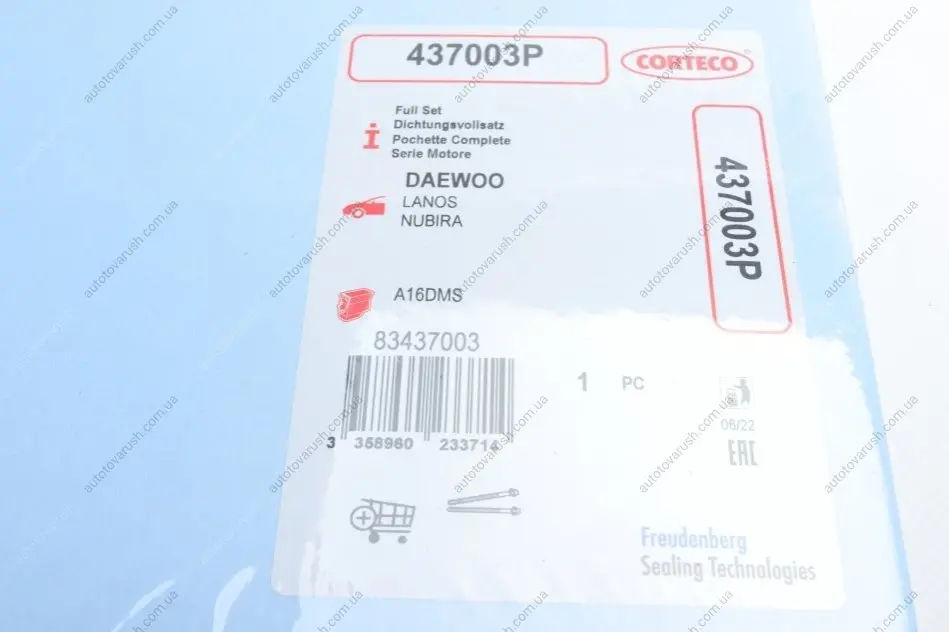 437003P
CORTECO
Full Set
Dichtungsvollsatz
Pochette Complete
Serie Motore
DAEWOO
LANOS
NUBIRA
437003P
A16DMS
83437003
1 PC
3 358960 233714
06/22
EAC
Freudenberg
Sealing Technologies
autotovarush.com.ua